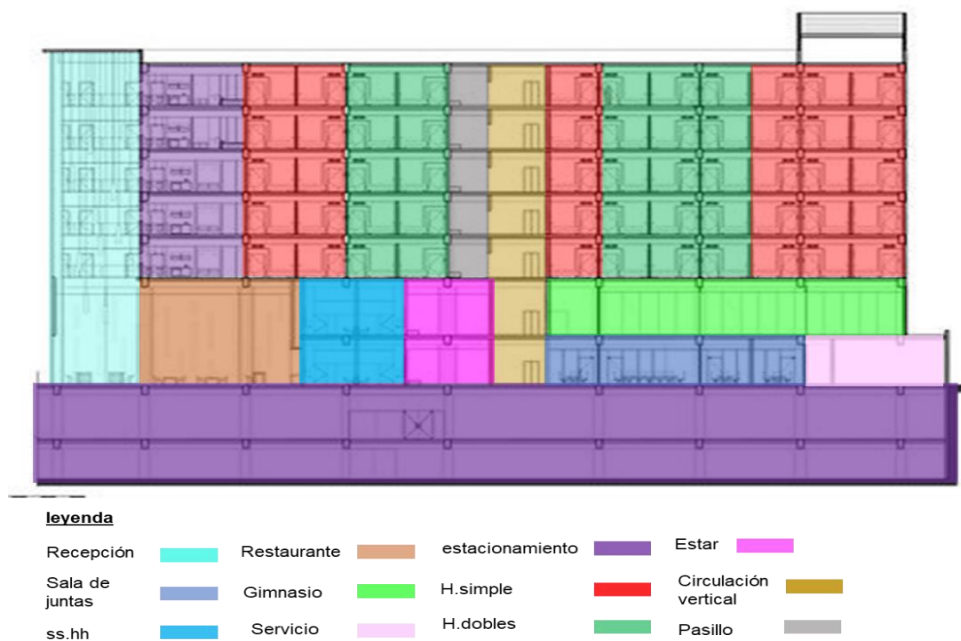 leyenda
Recepción Restaurante estacionamiento Estar
Sala de juntas Gimnasio H.simple Circulación vertical
ss.hh Servicio H.dobles Pasillo